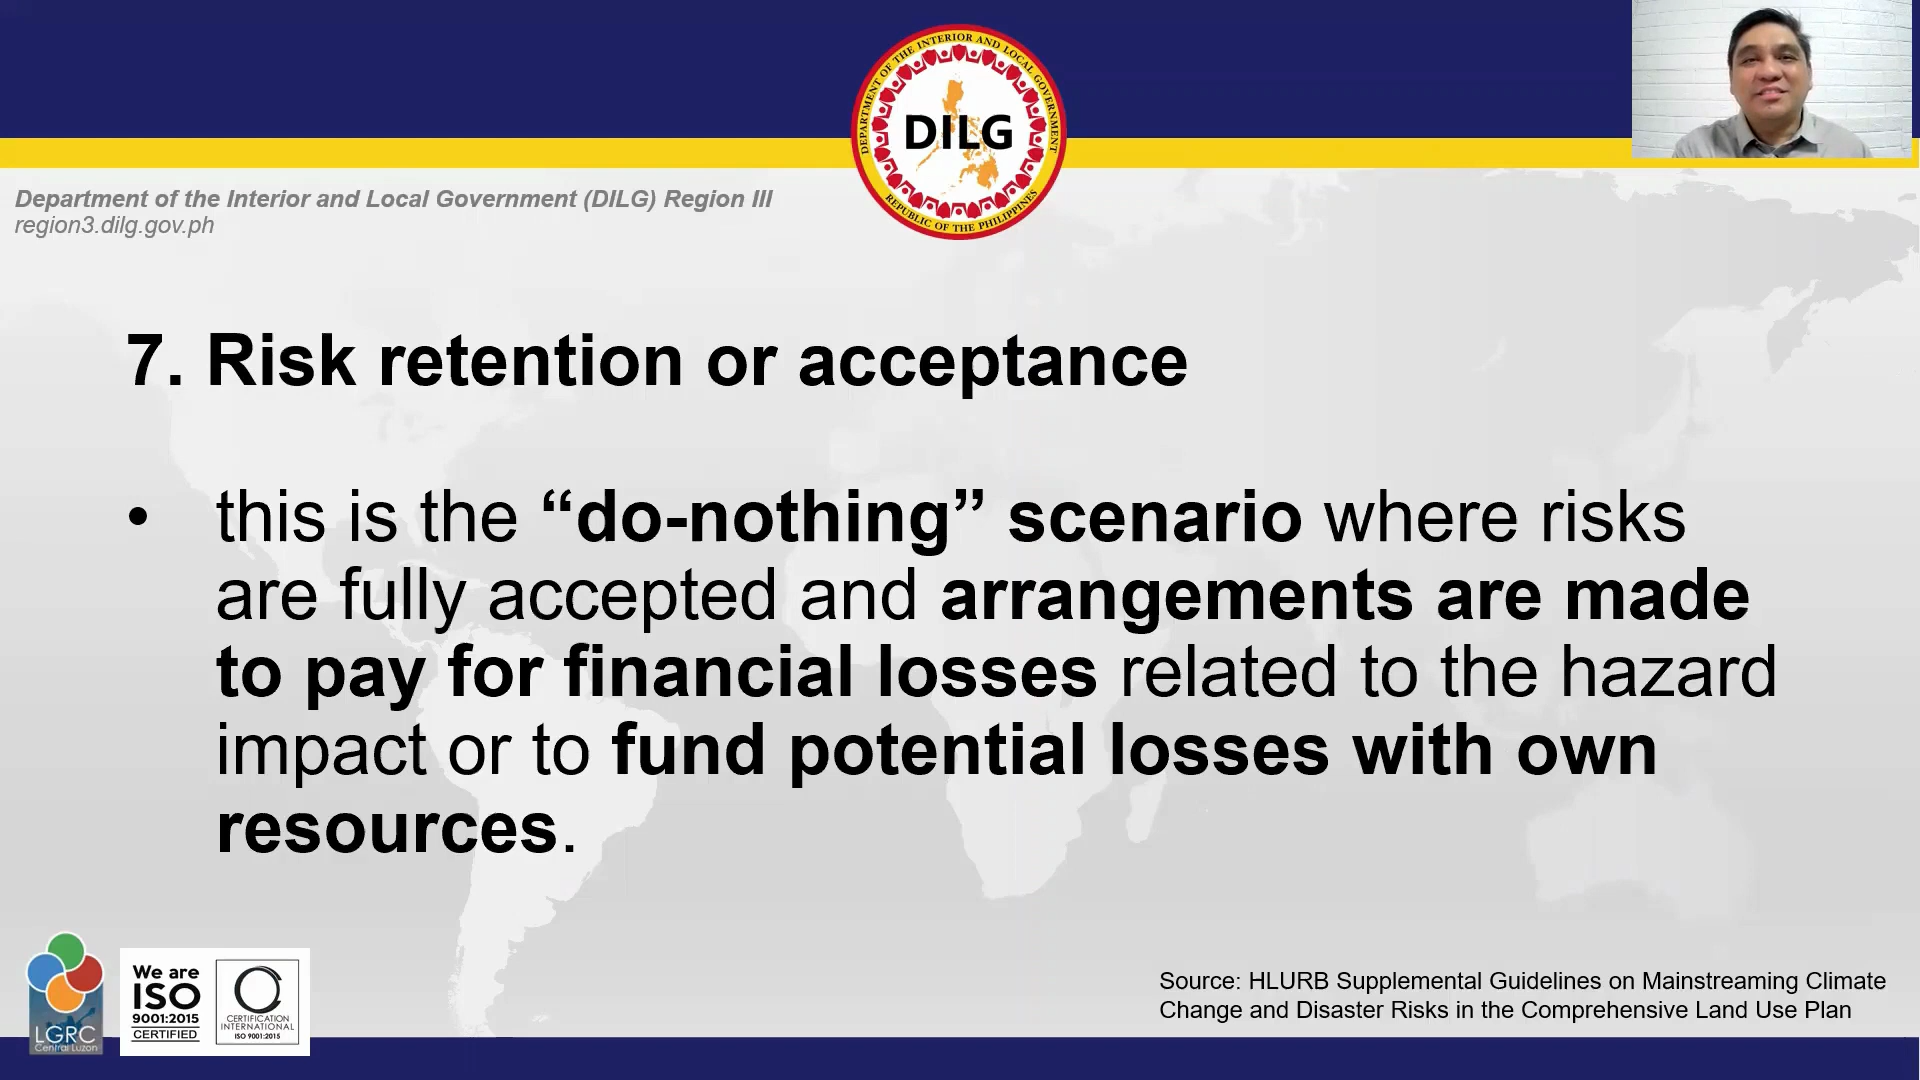 DEPARTMENT OF THE INTERIOR AND LOCAL GOVERNMENT
DILG
REPUBLIC OF THE PHILIPPINES
Department of the Interior and Local Government (DILG) Region III
region3.dilg.gov.ph
7. Risk retention or acceptance
• this is the “do-nothing” scenario where risks
are fully accepted and arrangements are made
to pay for financial losses related to the hazard
impact or to fund potential losses with own
resources.
LGRC
Central Luzon
We are
ISO
9001:2015
CERTIFIED
CERTIFICATION
INTERNATIONAL
ISO 9001:2015
Source: HLURB Supplemental Guidelines on Mainstreaming Climate
Change and Disaster Risks in the Comprehensive Land Use Plan